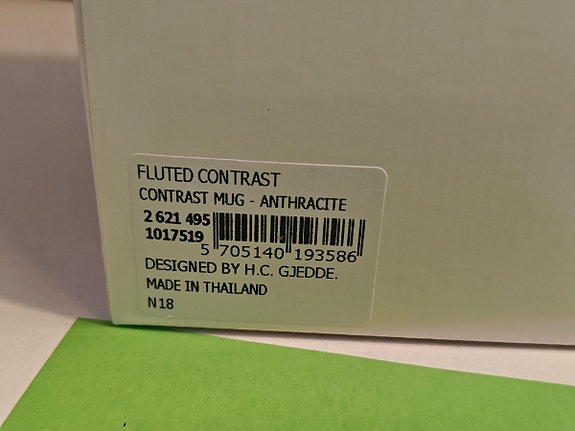 FLUTED CONTRAST
CONTRAST MUG - ANTHRACITE
2 621 495
1017519
5 705140 193586
DESIGNED BY H.C. GJEDDE.
MADE IN THAILAND
N18